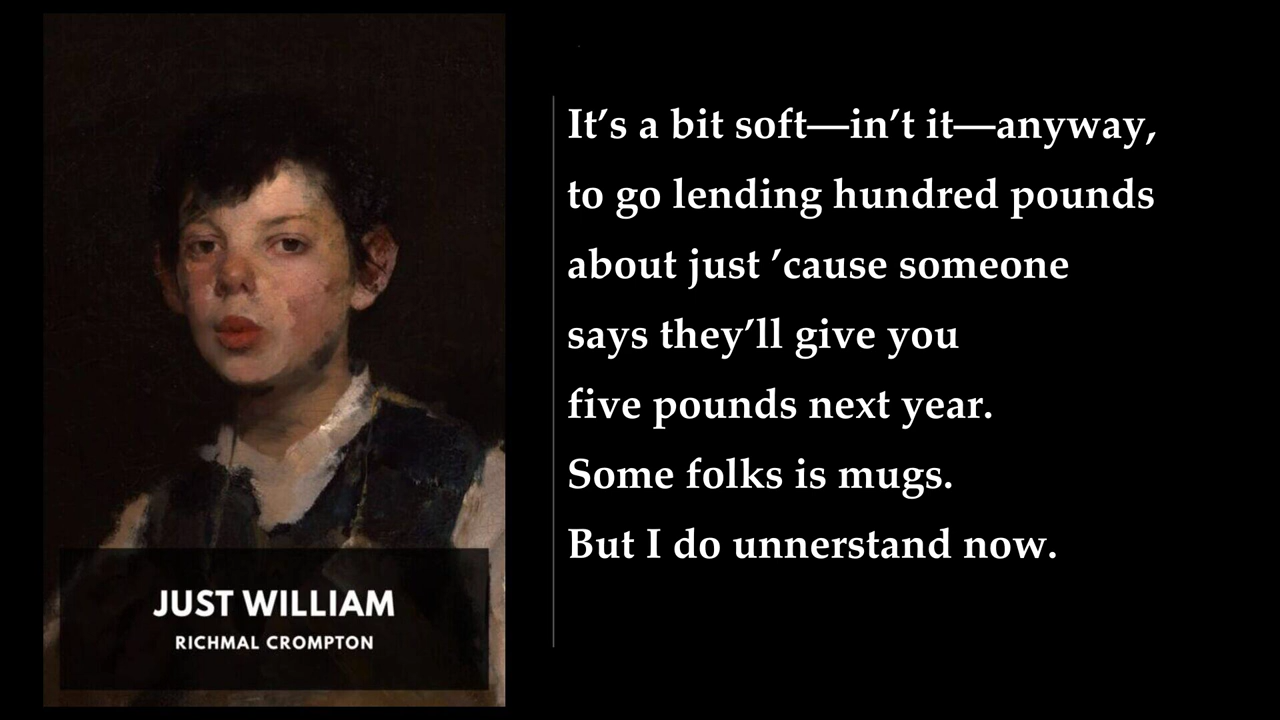 It’s a bit soft—in’t it—anyway,
to go lending hundred pounds
about just ’cause someone
says they’ll give you
five pounds next year.
Some folks is mugs.
But I do unnerstand now.
JUST WILLIAM
RICHMAL CROMPTON